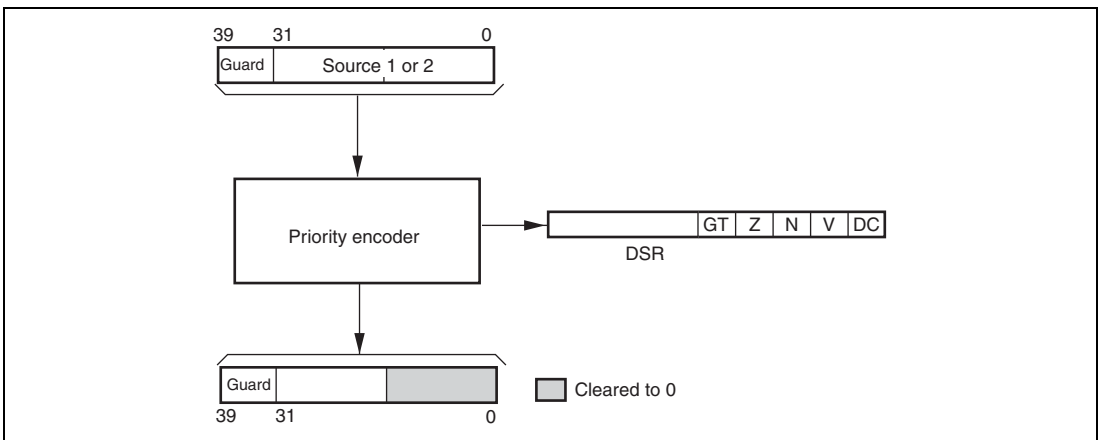 39 31 0
Guard Source 1 or 2
Priority encoder
GT Z N V DC
DSR
Guard
Cleared to 0
39 31 0